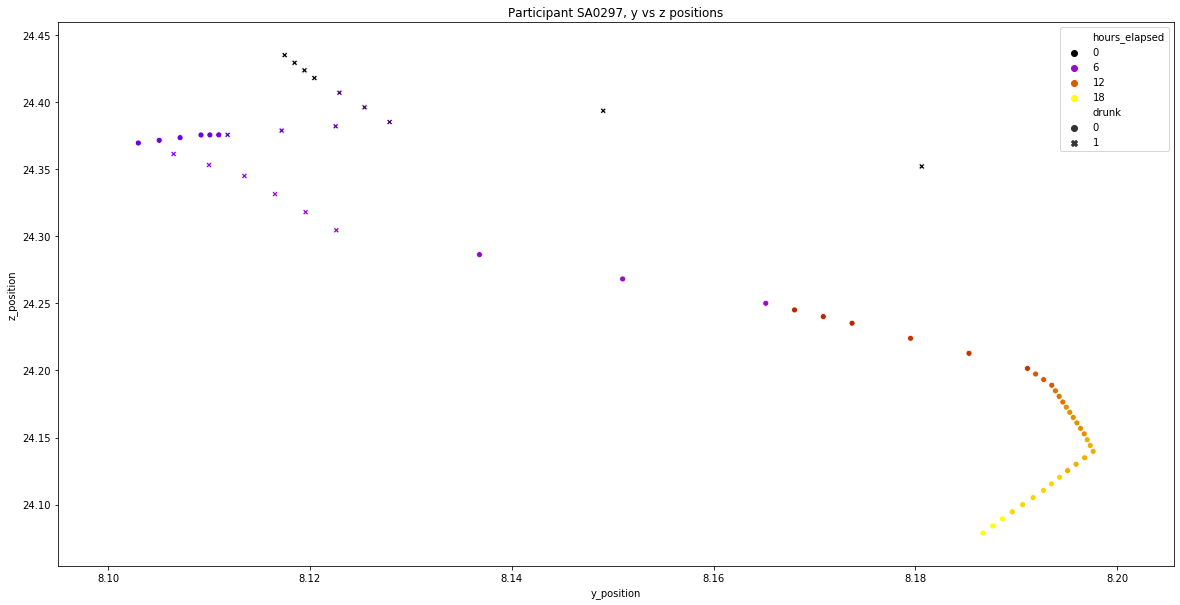 Participant SA0297, y vs z positions
hours_elapsed
0
6
12
18
drunk
0
1
24.45
24.40
24.35
24.30
24.25
24.20
24.15
24.10
z_position
8.10 8.12 8.14 8.16 8.18 8.20
y_position